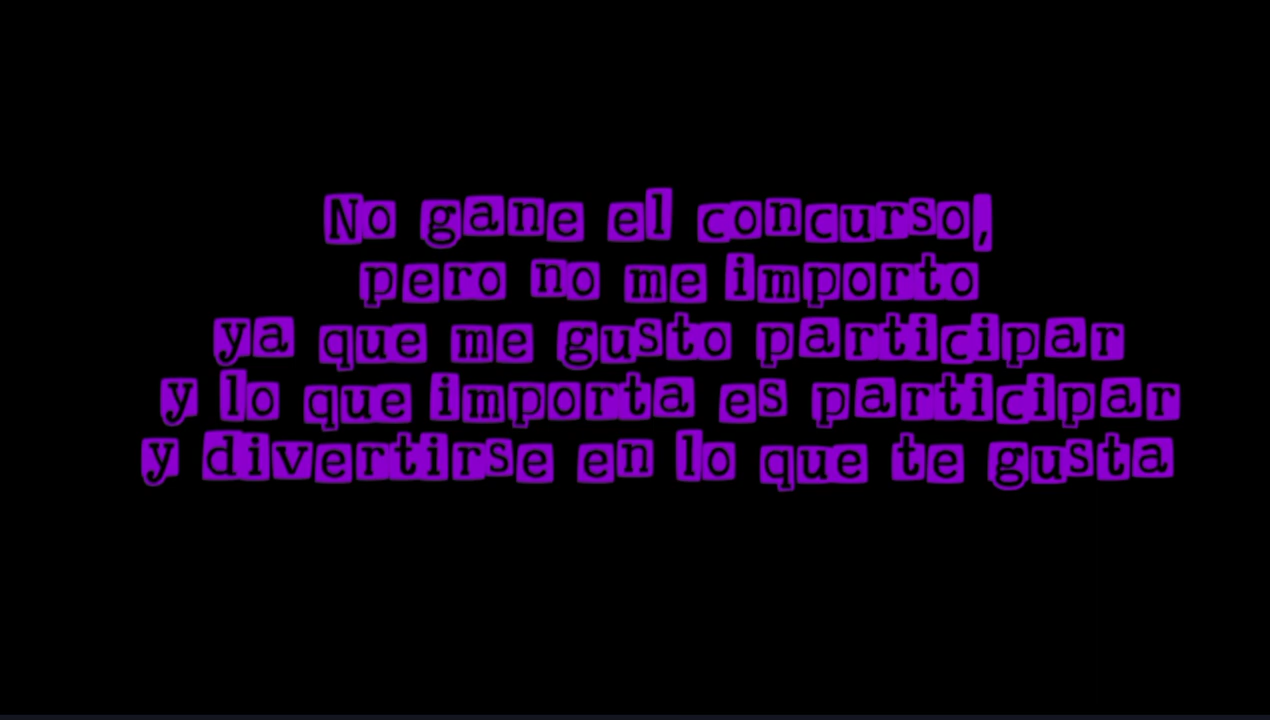 No gane el concurso,
pero no me importo
ya que me gusto participar
y lo que importa es participar
y divertirse en lo que te gusta